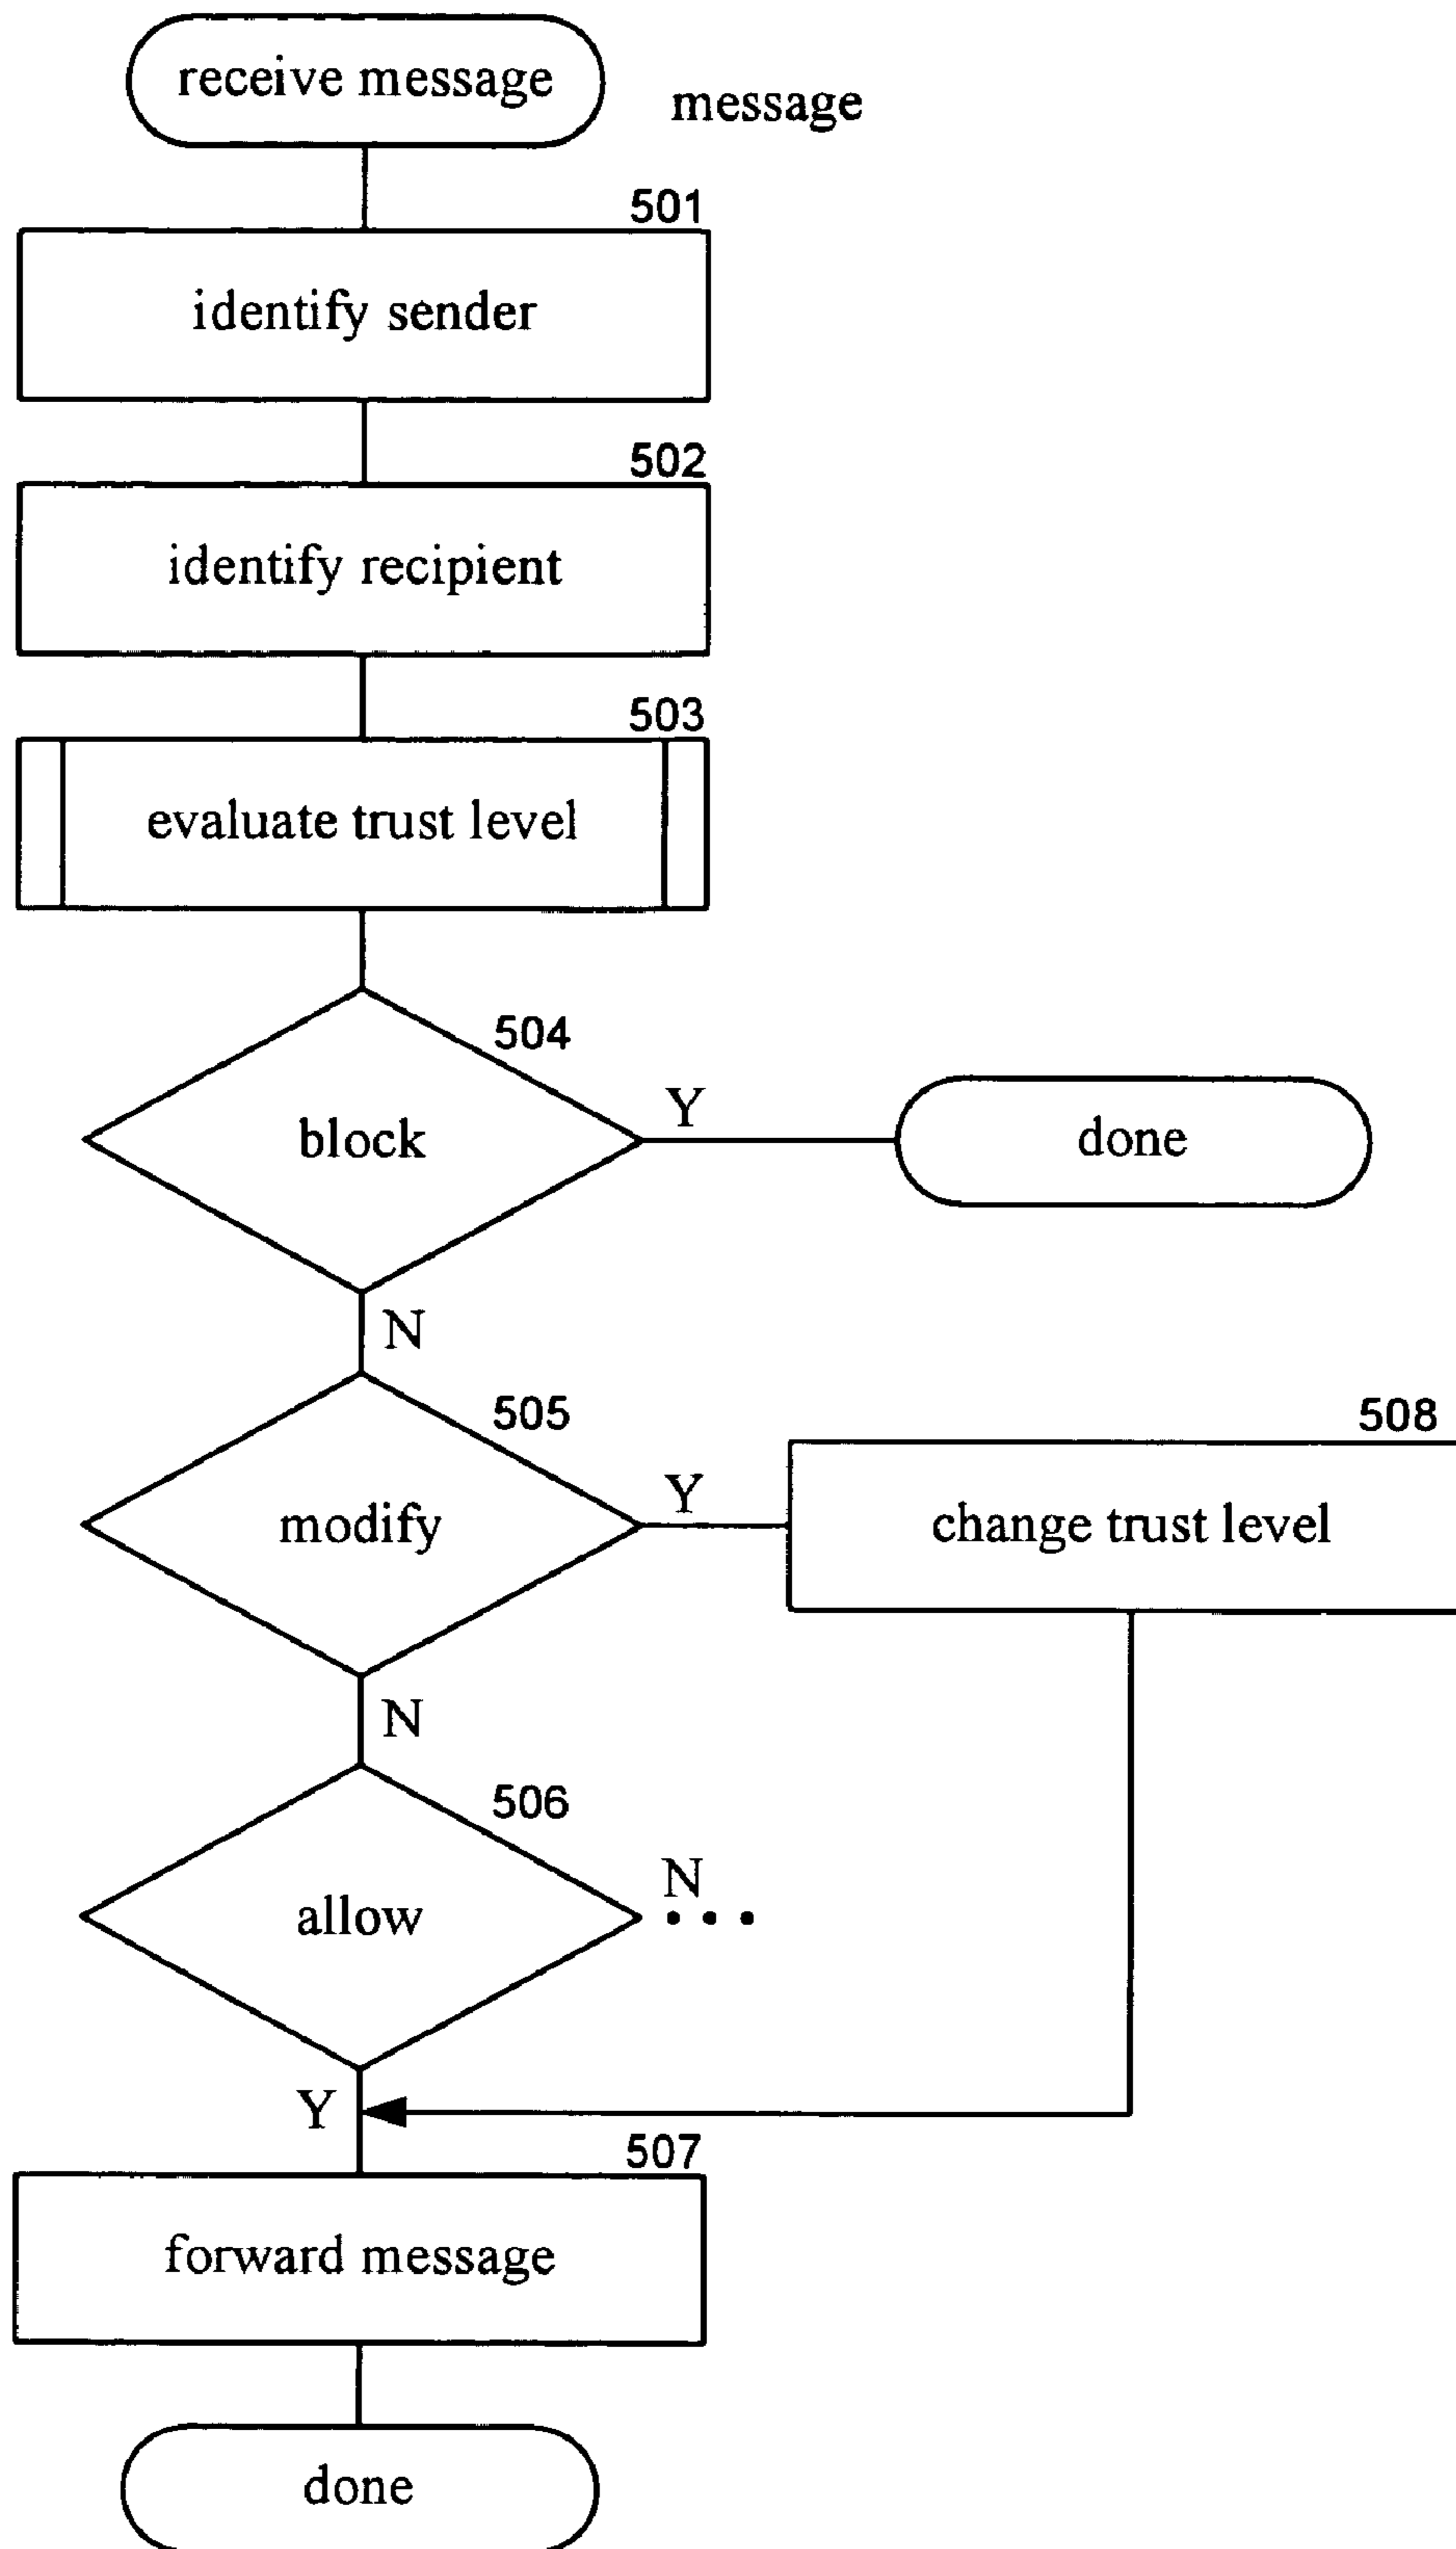 receive message
message
501
identify sender
502
identify recipient
503
evaluate trust level
504
block
Y
done
N
505
modify
Y
508
change trust level
N
506
allow
N
...
Y
507
forward message
done